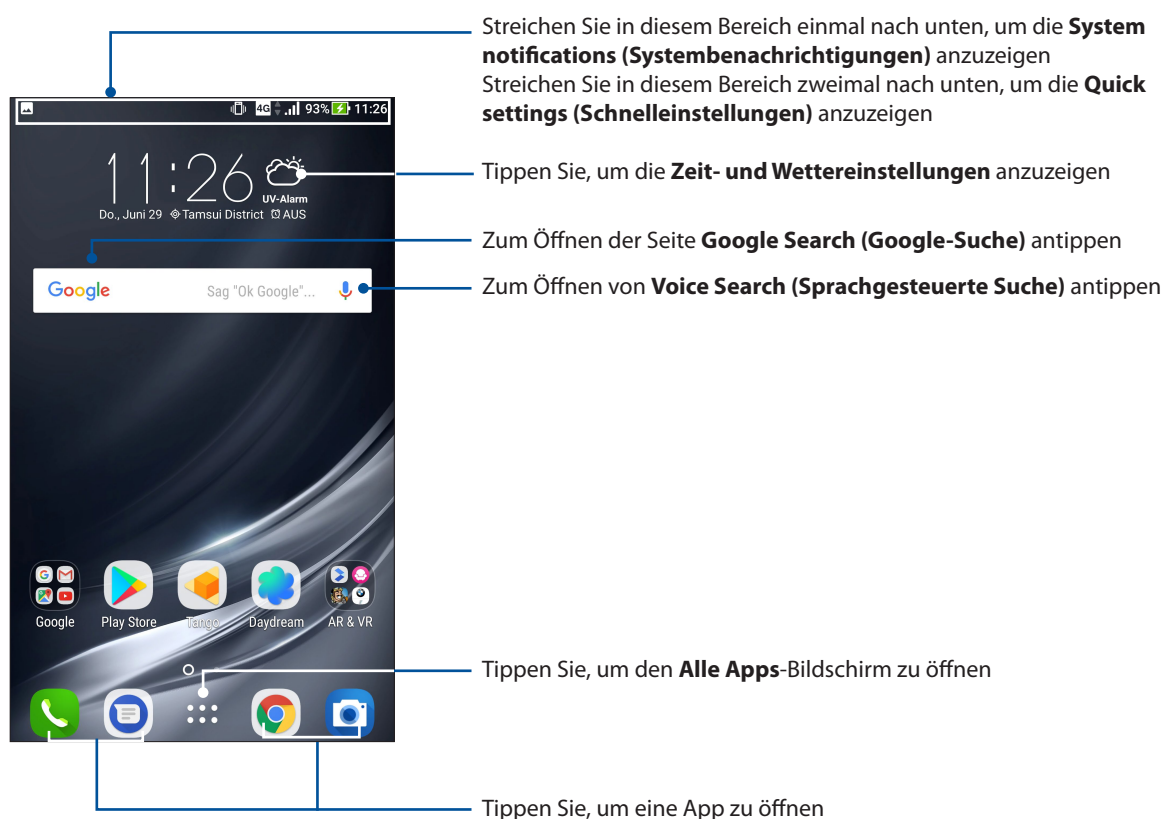 Streichen Sie in diesem Bereich einmal nach unten, um die System
notifications (Systembenachrichtigungen) anzuzeigen
Streichen Sie in diesem Bereich zweimal nach unten, um die Quick
settings (Schnelleinstellungen) anzuzeigen
4G 93% 11:26
11:26
UV-Alarm
Do., Juni 29 Tamsui District AUS
Tippen Sie, um die Zeit- und Wettereinstellungen anzuzeigen
Zum Öffnen der Seite Google Search (Google-Suche) antippen
Google Sag "Ok Google"...
Zum Öffnen von Voice Search (Sprachgesteuerte Suche) antippen
Google Play Store Tango Daydream AR & VR
Tippen Sie, um den Alle Apps-Bildschirm zu öffnen
Tippen Sie, um eine App zu öffnen